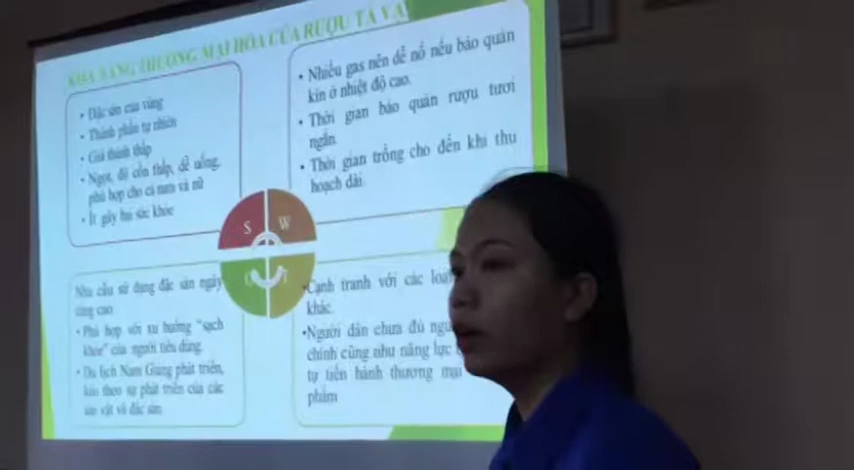 KHẢ NĂNG THƯƠNG MẠI HÓA CỦA RƯỢU TÀ VẠ
• Đặc sản của vùng
• Thành phần tự nhiên
• Giá thành thấp
• Ngọt, độ cồn thấp, dễ uống,
phù hợp cho cả nam và nữ
• Ít gây hại sức khỏe
• Nhiều gas nên dễ nổ nếu bảo quản
kín ở nhiệt độ cao.
• Thời gian bảo quản rượu tươi
ngắn.
• Thời gian trồng cho đến khi thu
hoạch dài.
S W
T
Nhu cầu sử dụng đặc sản ngày
càng cao
• Phù hợp với xu hướng "sạch
khỏe" của người tiêu dùng.
• Du lịch Nam Giang phát triển,
kéo theo sự phát triển của các
sản vật và đặc sản
•Cạnh tranh với các loạ
khác.
•Người dân chưa đủ ngu
chính cũng như năng lực
tự tiến hành thương mạ
phẩm